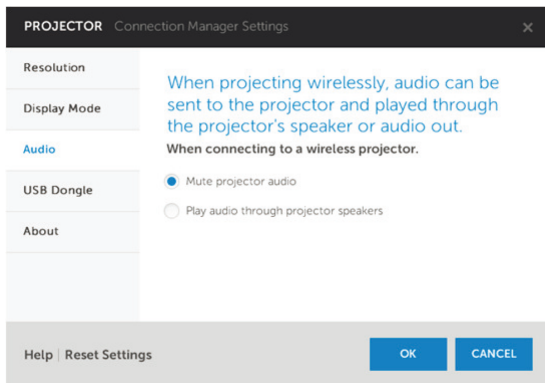 PROJECTOR Connection Manager Settings
Resolution
Display Mode
Audio
USB Dongle
About
When projecting wirelessly, audio can be
sent to the projector and played through
the projector's speaker or audio out.
When connecting to a wireless projector.
Mute projector audio
Play audio through projector speakers
Help | Reset Settings
OK
CANCEL